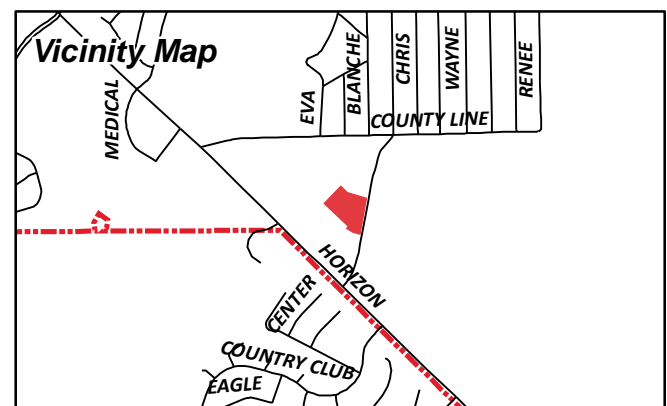 Vicinity Map
MEDICAL
EVA
BLANCHE
CHRIS
WAYNE
RENEE
COUNTY LINE
HORIZON
CENTER
COUNTRY CLUB
EAGLE